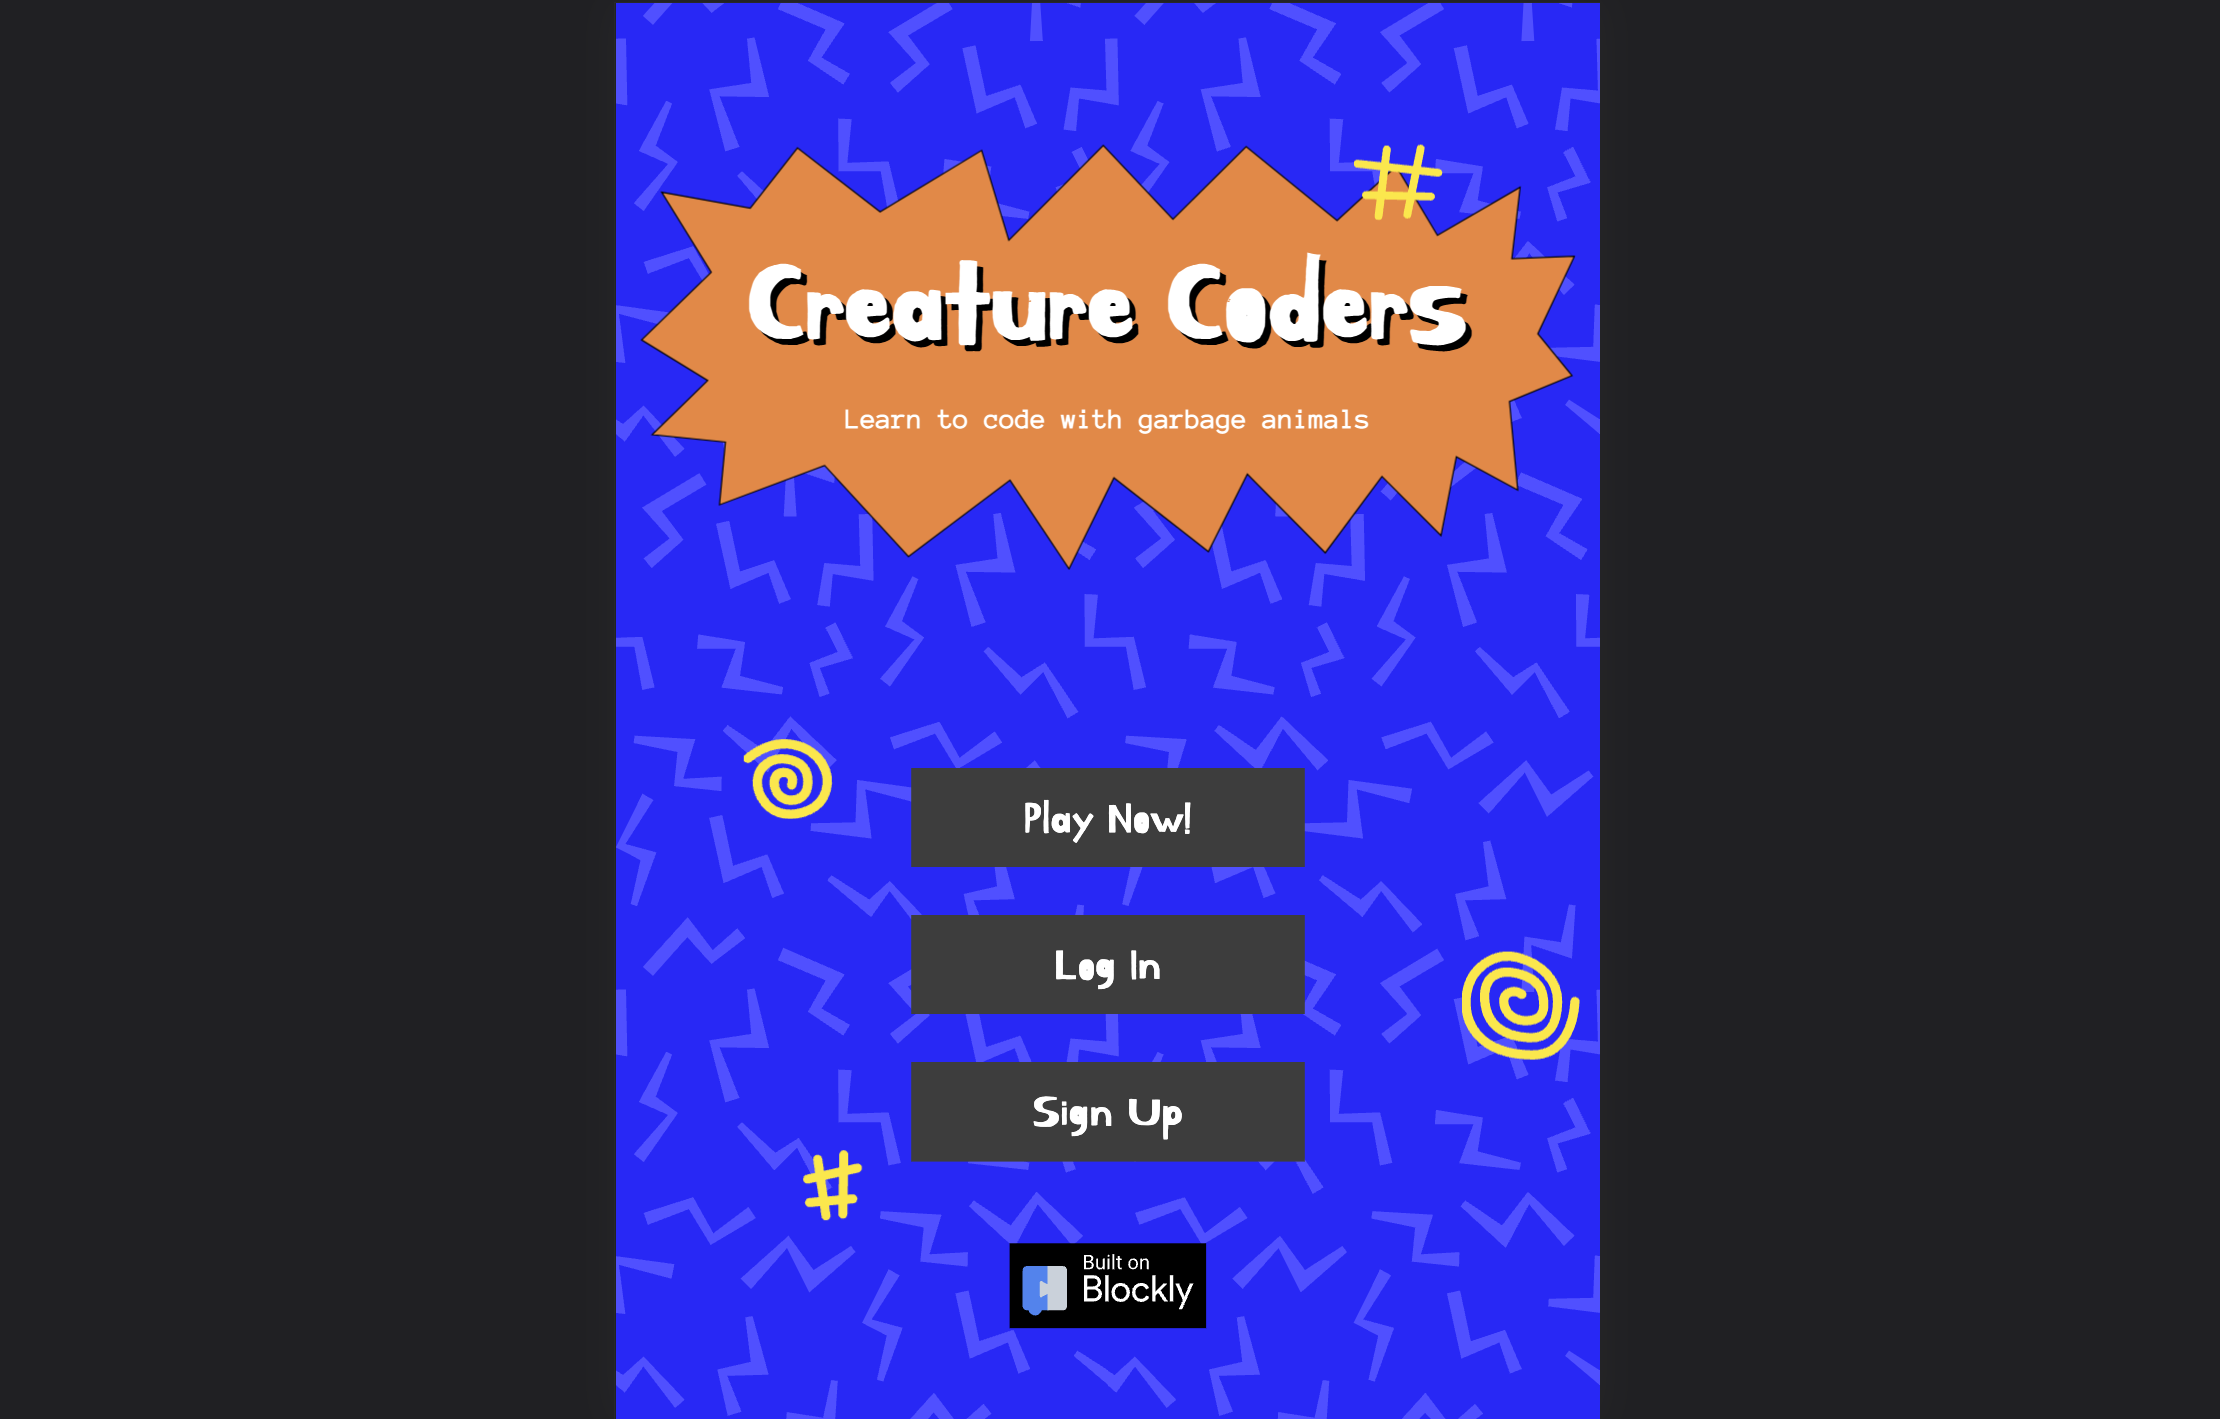 Creature Coders
Learn to code with garbage animals
Play Now!
Log In
Sign Up
Built on
Blockly